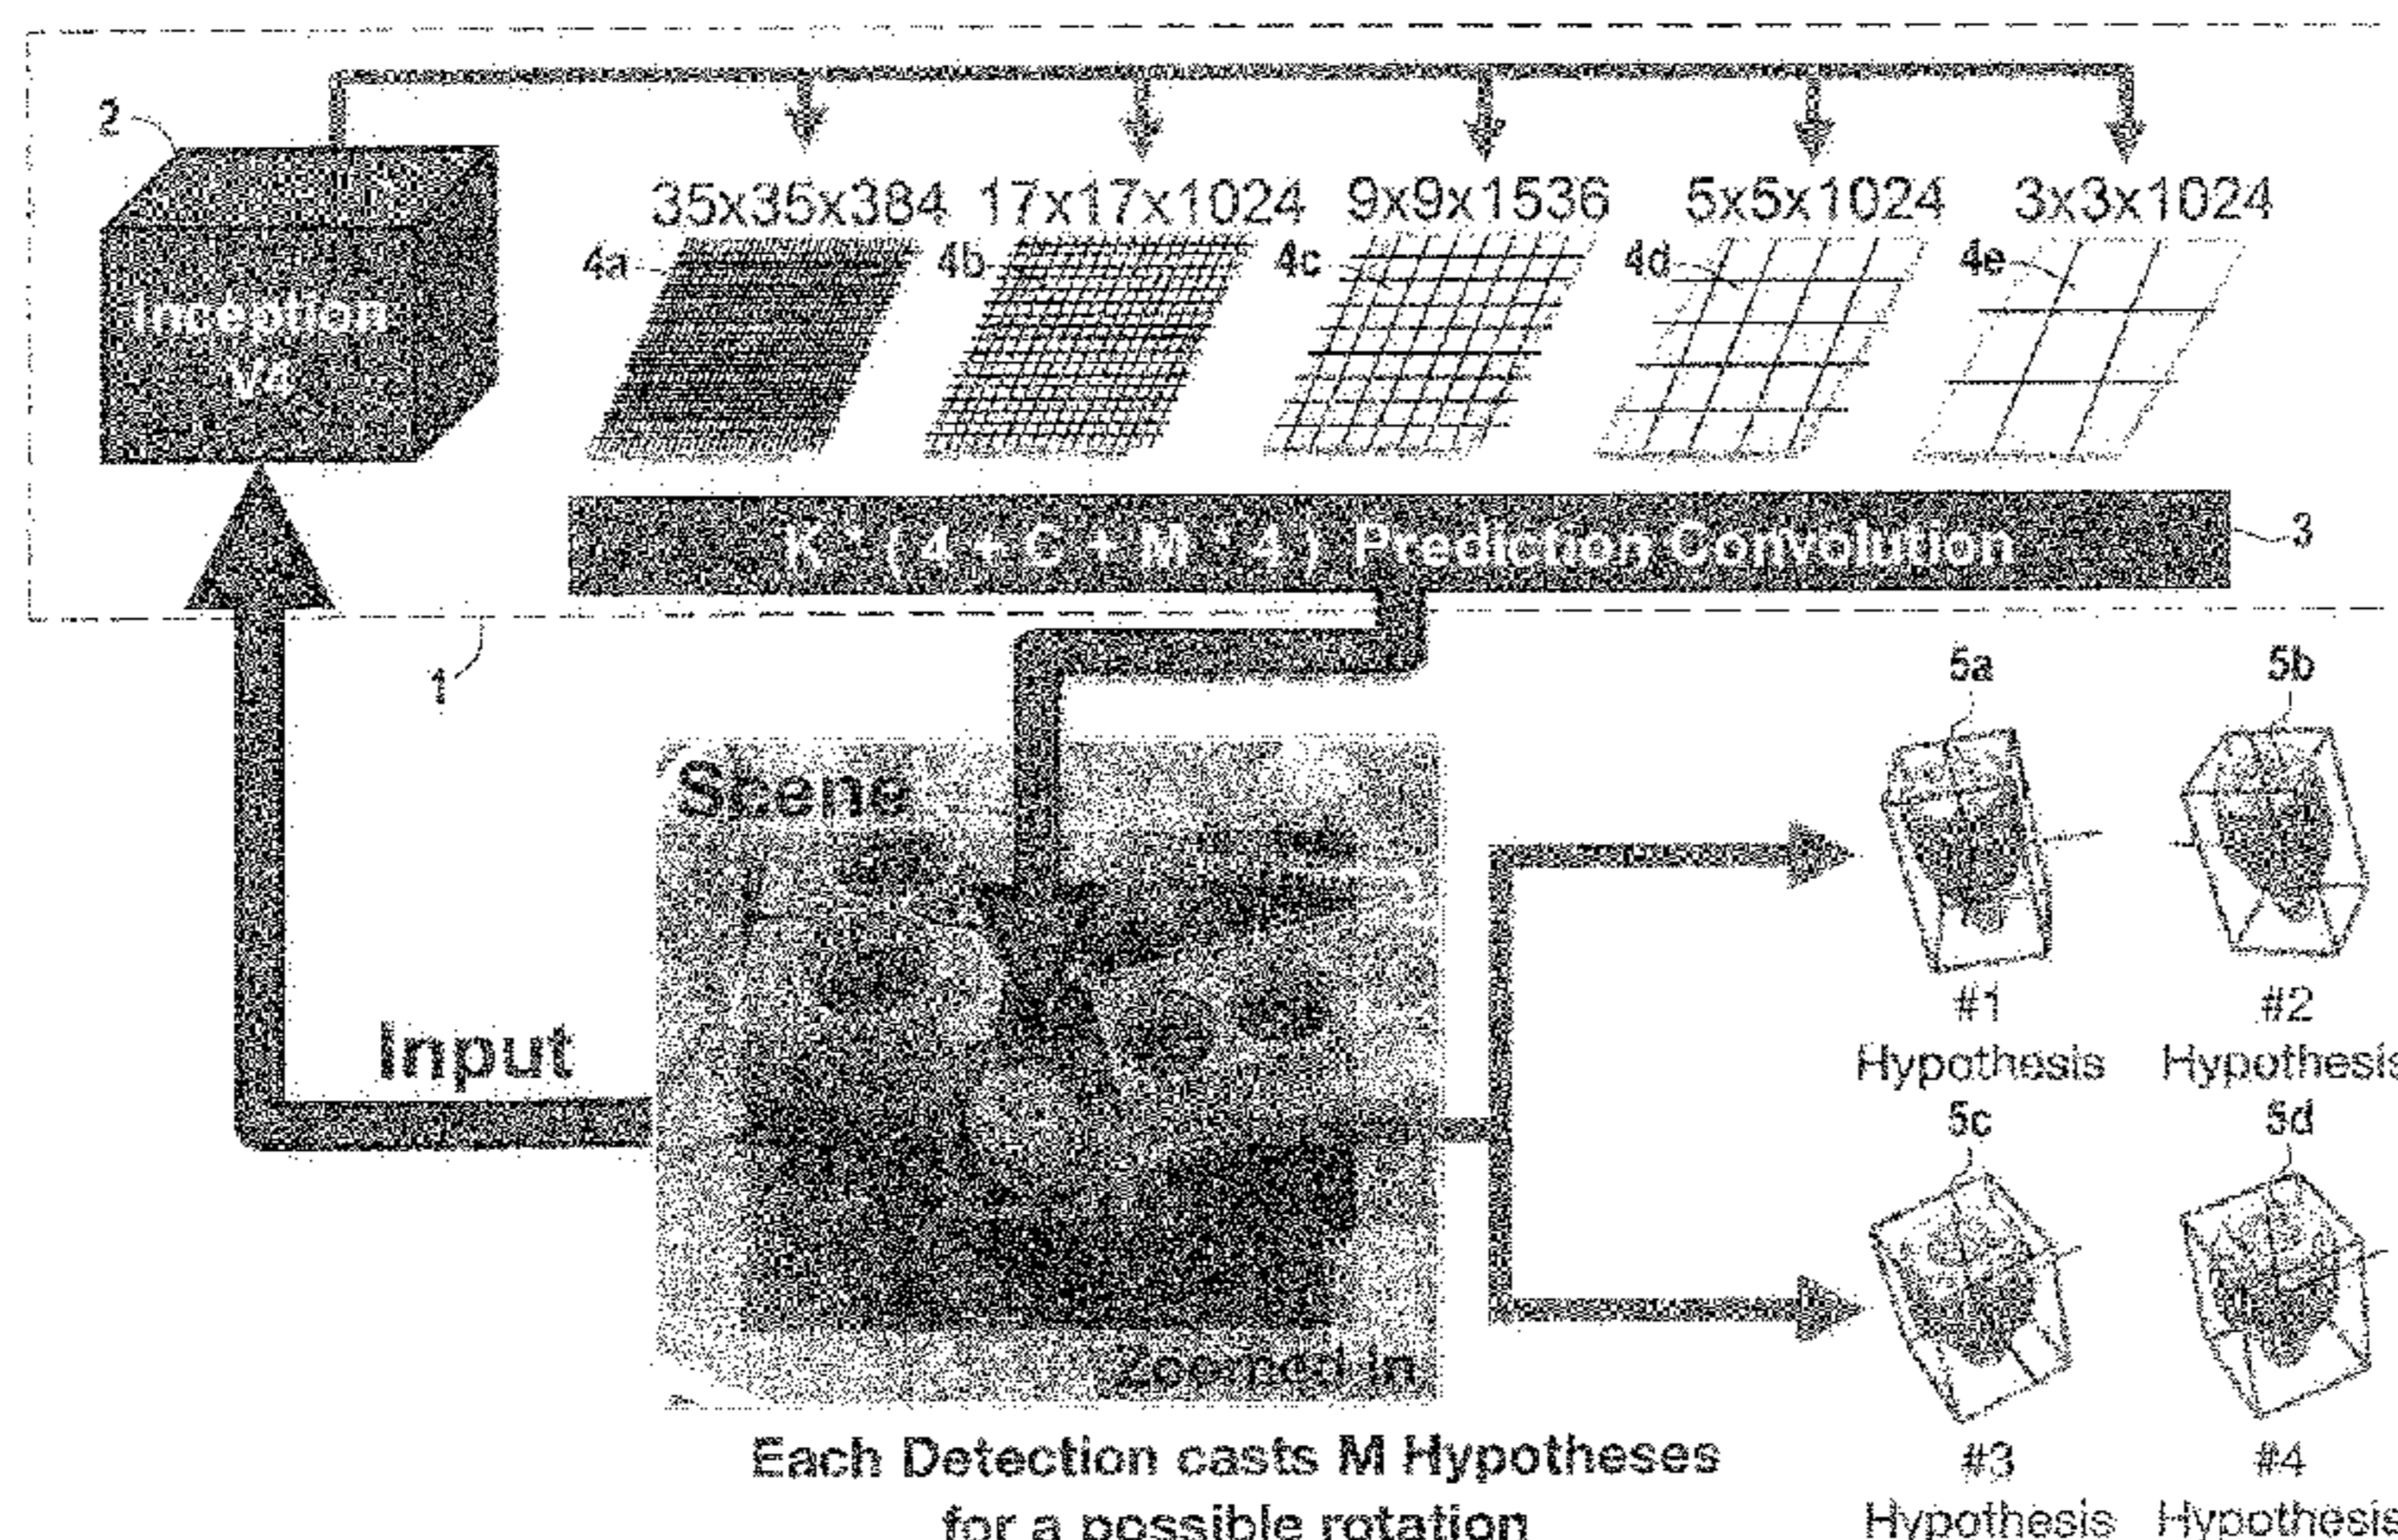 2
35x35x384 17x17x1024 9x9x1536 5x5x1024 3x3x1024
4a 4b 4c 4d 4e
Inception
V4
K * ( 4 + C + M * 4 ) Prediction Convolution
3
1
5a 5b
Scene
#1 #2
Hypothesis Hypothesis
Input
5c 5d
Zoomed in
Each Detection casts M Hypotheses
for a possible rotation
#3 #4
Hypothesis Hypothesis